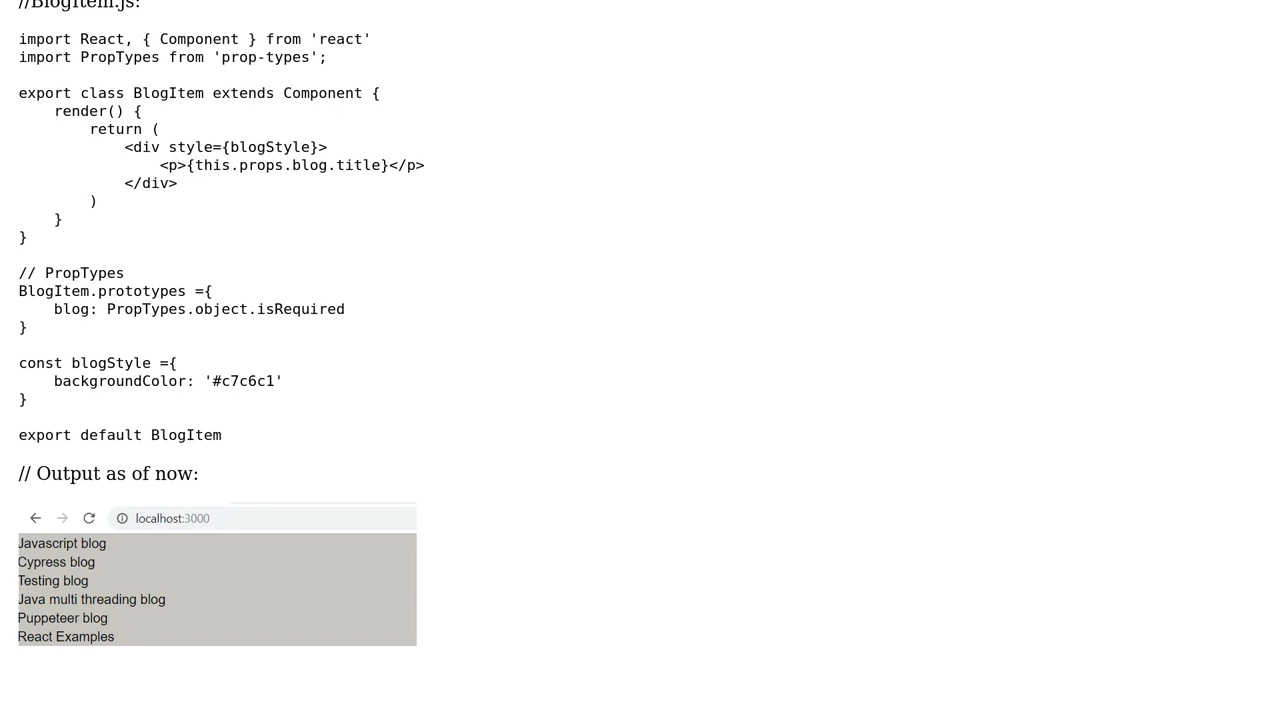 //BlogItem.js:
import React, { Component } from 'react'
import PropTypes from 'prop-types';
export class BlogItem extends Component {
render() {
return (
<div style={blogStyle}>
<p>{this.props.blog.title}</p>
</div>
)
}
}
// PropTypes
BlogItem.prototypes ={
blog: PropTypes.object.isRequired
}
const blogStyle ={
backgroundColor: '#c7c6c1'
}
export default BlogItem
// Output as of now:
localhost:3000
Javascript blog
Cypress blog
Testing blog
Java multi threading blog
Puppeteer blog
React Examples